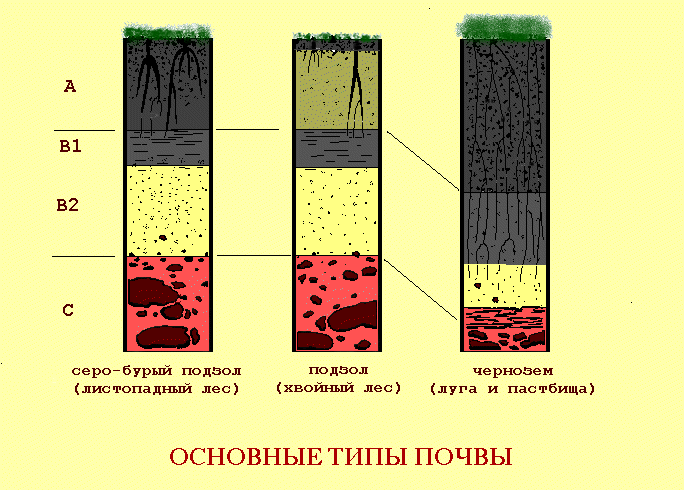 A
B1
B2
C
серо-бурый подзол
(листопадный лес)
подзол
(хвойный лес)
чернозем
(луга и пастбища)
ОСНОВНЫЕ ТИПЫ ПОЧВЫ